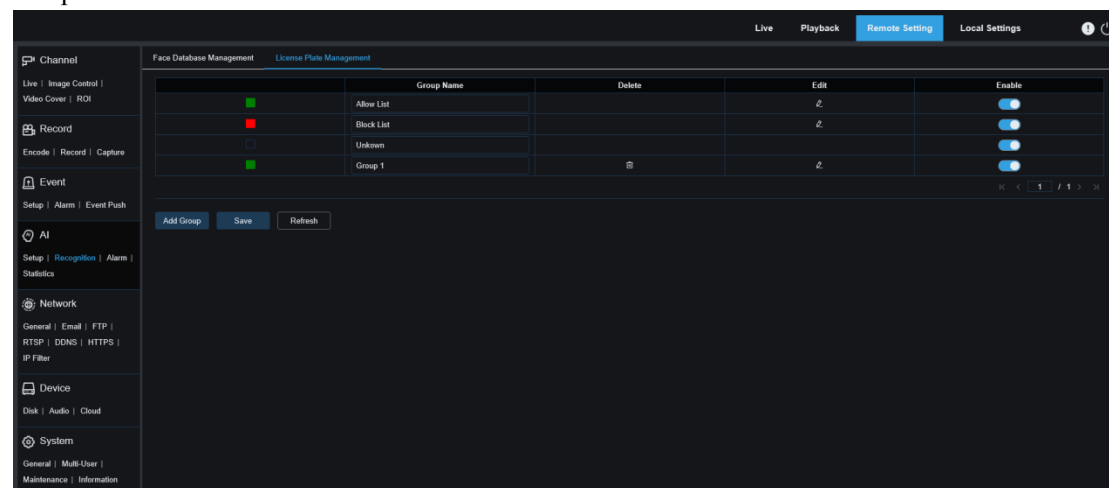 Live Playback Remote Setting Local Settings
Channel
Live | Image Control |
Video Cover | ROI
Record
Encode | Record | Capture
Event
Setup | Alarm | Event Push
AI
Setup | Recognition | Alarm |
Statistics
Network
General | Email | FTP |
RTSP | DDNS | HTTPS |
IP Filter
Device
Disk | Audio | Cloud
System
General | Multi-User |
Maintenance | Information
Face Database Management License Plate Management
Group Name Delete Edit Enable
Allow List
Block List
Unkown
Group 1
1 / 1
Add Group Save Refresh